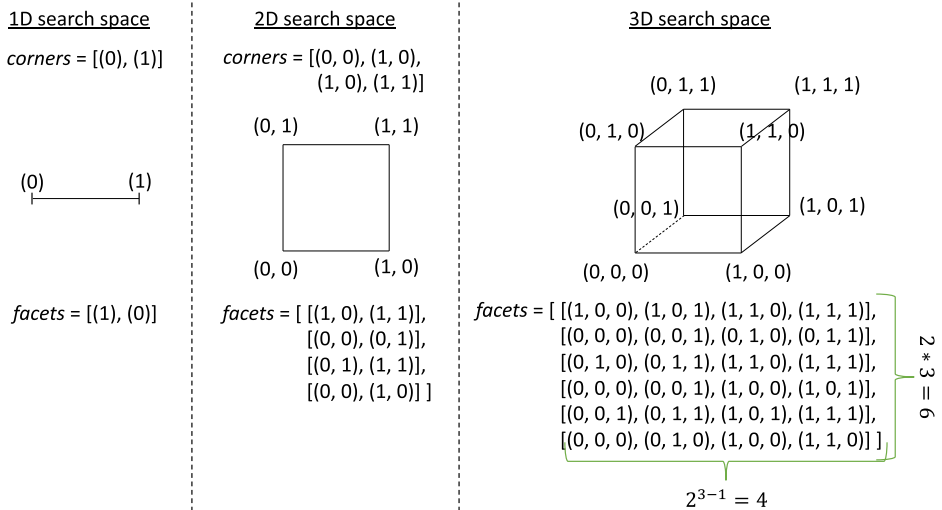 1D search space
corners = [(0), (1)]
(0)
(1)
facets = [(1), (0)]
2D search space
corners = [(0, 0), (1, 0),
(1, 0), (1, 1)]
(0, 1)
(1, 1)
(0, 0)
(1, 0)
facets = [ [(1, 0), (1, 1)],
[(0, 0), (0, 1)],
[(0, 1), (1, 1)],
[(0, 0), (1, 0)] ]
3D search space
(0, 1, 1)
(1, 1, 1)
(0, 1, 0)
(1, 1, 0)
(0, 0, 1)
(1, 0, 1)
(0, 0, 0)
(1, 0, 0)
facets = [ [(1, 0, 0), (1, 0, 1), (1, 1, 0), (1, 1, 1)],
[(0, 0, 0), (0, 0, 1), (0, 1, 0), (0, 1, 1)],
[(0, 1, 0), (0, 1, 1), (1, 1, 0), (1, 1, 1)],
[(0, 0, 0), (0, 0, 1), (1, 0, 0), (1, 0, 1)],
[(0, 0, 1), (0, 1, 1), (1, 0, 1), (1, 1, 1)],
[(0, 0, 0), (0, 1, 0), (1, 0, 0), (1, 1, 0)] ]
2 * 3 = 6
2³⁻¹ = 4